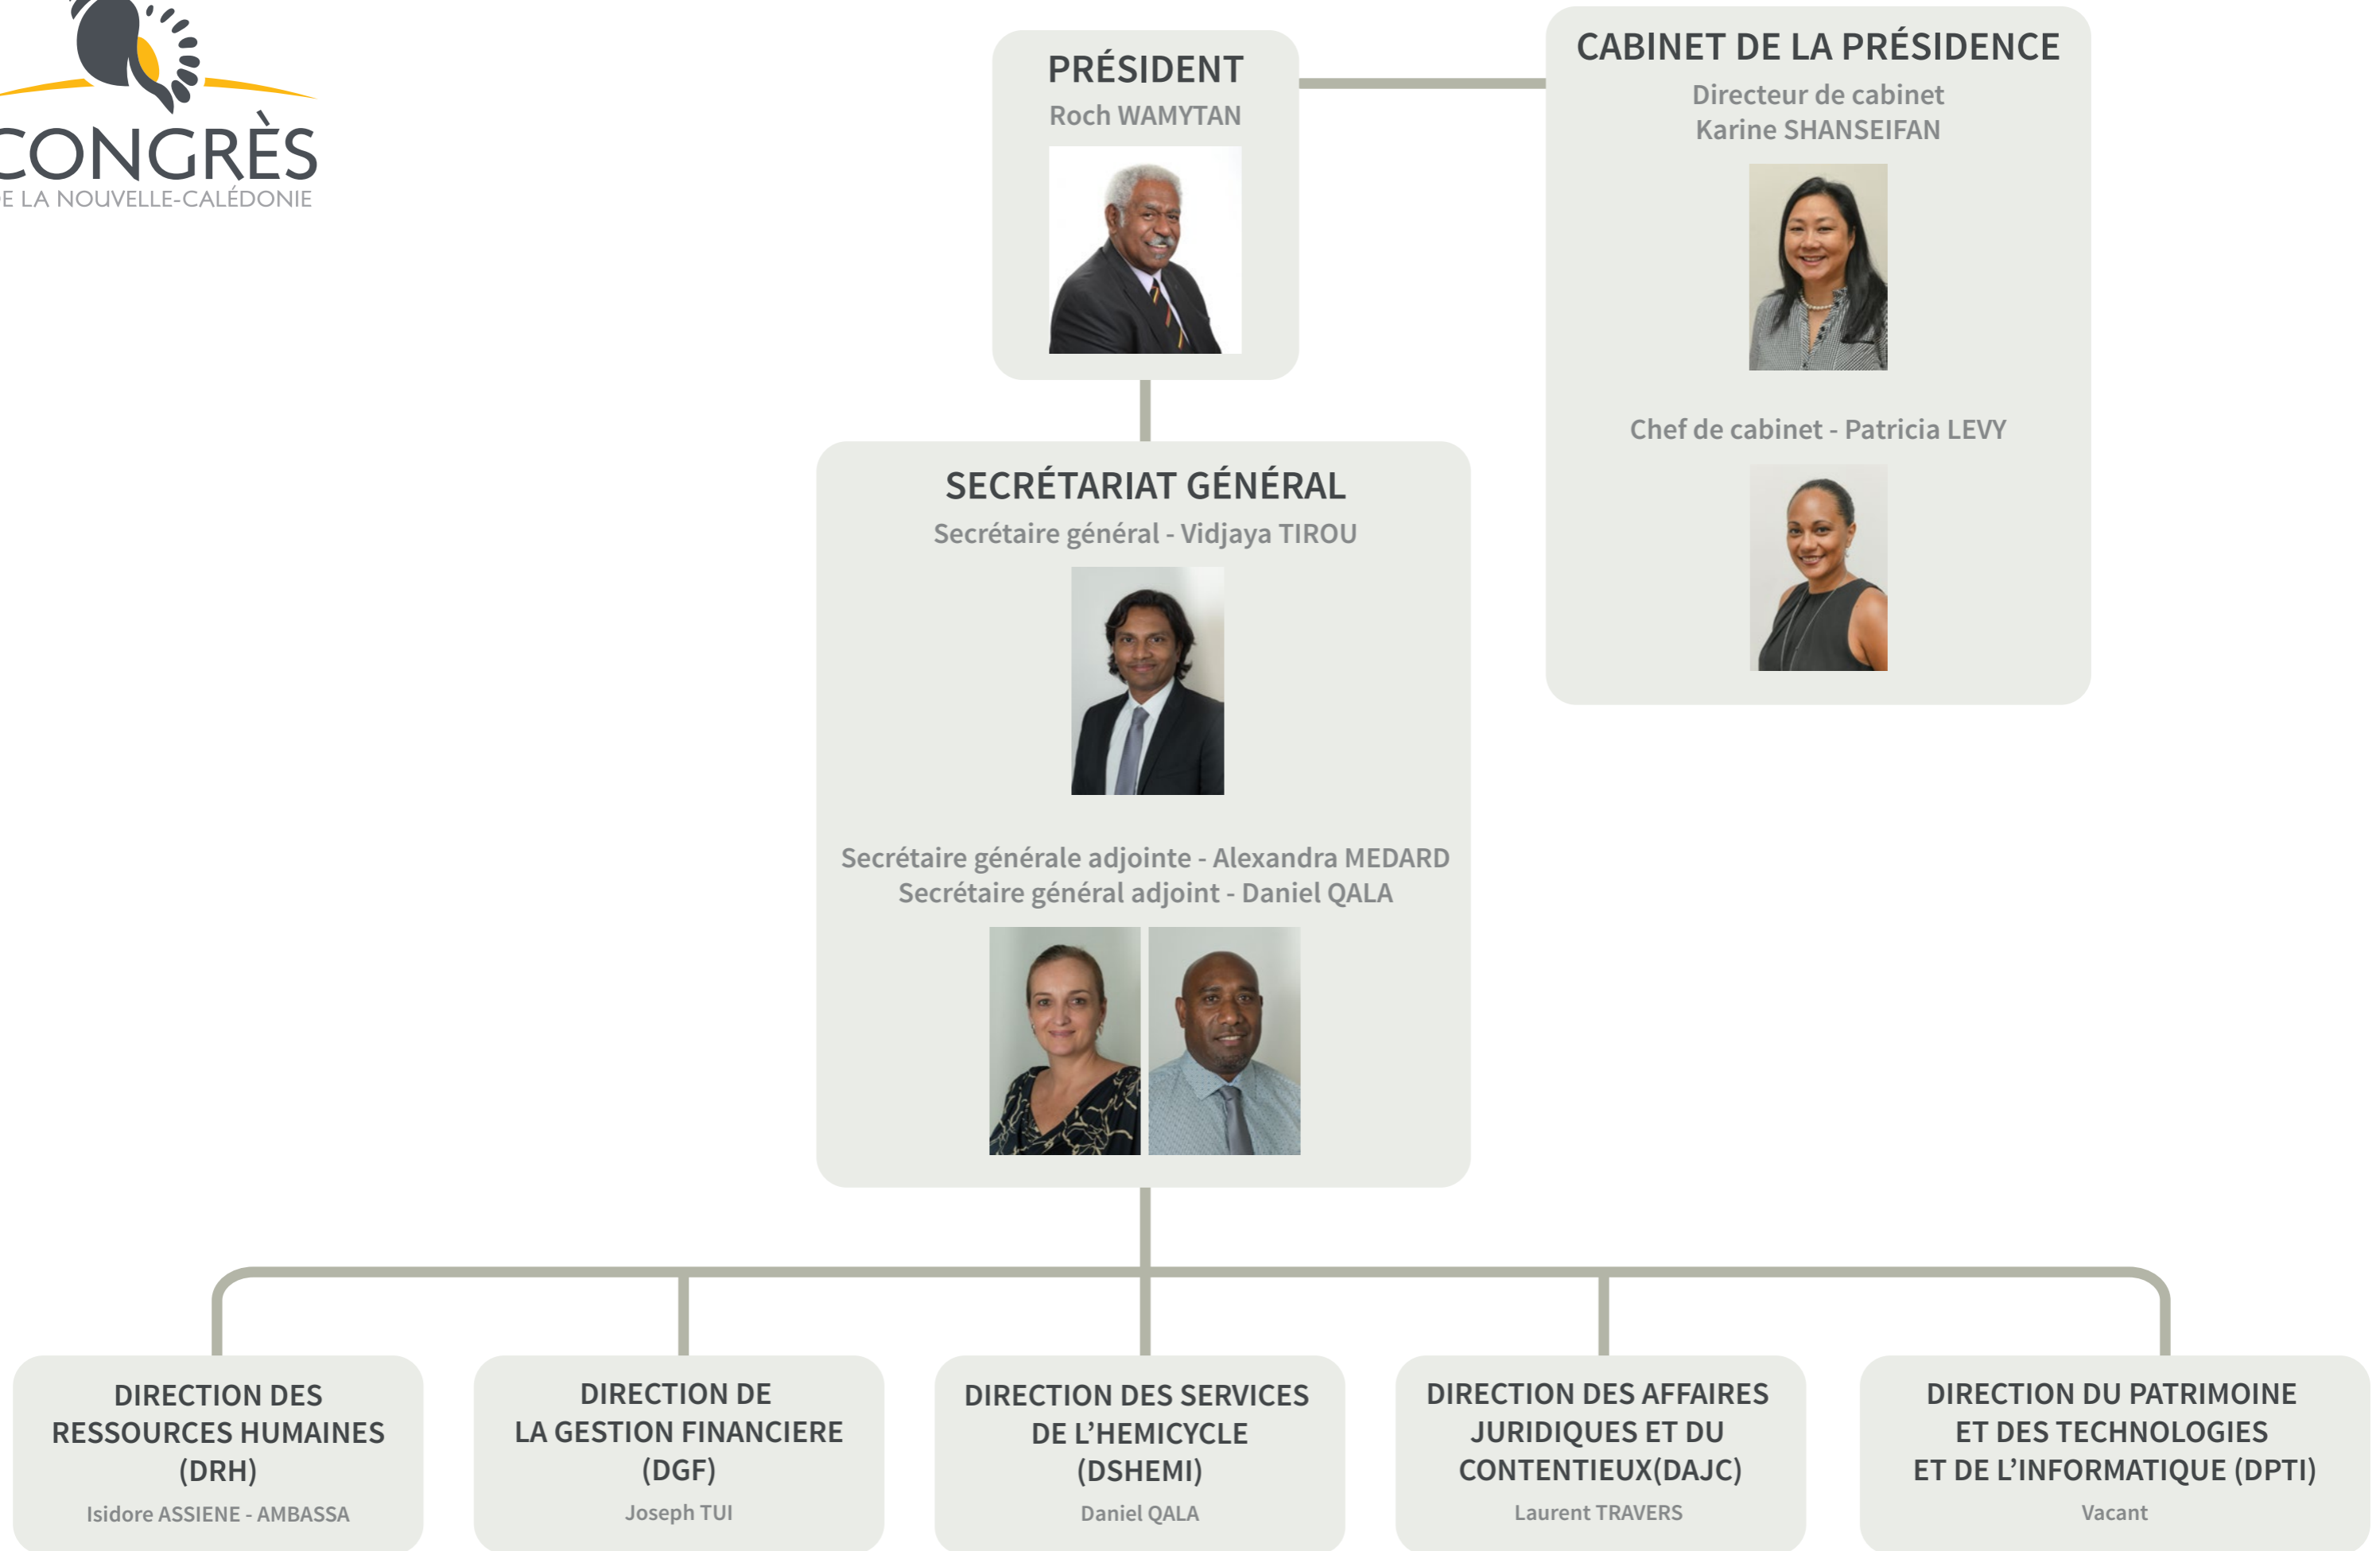 CONGRÈS
DE LA NOUVELLE-CALÉDONIE
PRÉSIDENT
Roch WAMYTAN
CABINET DE LA PRÉSIDENCE
Directeur de cabinet
Karine SHANSEIFAN
Chef de cabinet - Patricia LEVY
SECRÉTARIAT GÉNÉRAL
Secrétaire général - Vidjaya TIROU
Secrétaire générale adjointe - Alexandra MEDARD
Secrétaire général adjoint - Daniel QALA
DIRECTION DES
RESSOURCES HUMAINES
(DRH)
Isidore ASSIENE - AMBASSA
DIRECTION DE
LA GESTION FINANCIERE
(DGF)
Joseph TUI
DIRECTION DES SERVICES
DE L’HEMICYCLE
(DSHEMI)
Daniel QALA
DIRECTION DES AFFAIRES
JURIDIQUES ET DU
CONTENTIEUX(DAJC)
Laurent TRAVERS
DIRECTION DU PATRIMOINE
ET DES TECHNOLOGIES
ET DE L’INFORMATIQUE (DPTI)
Vacant